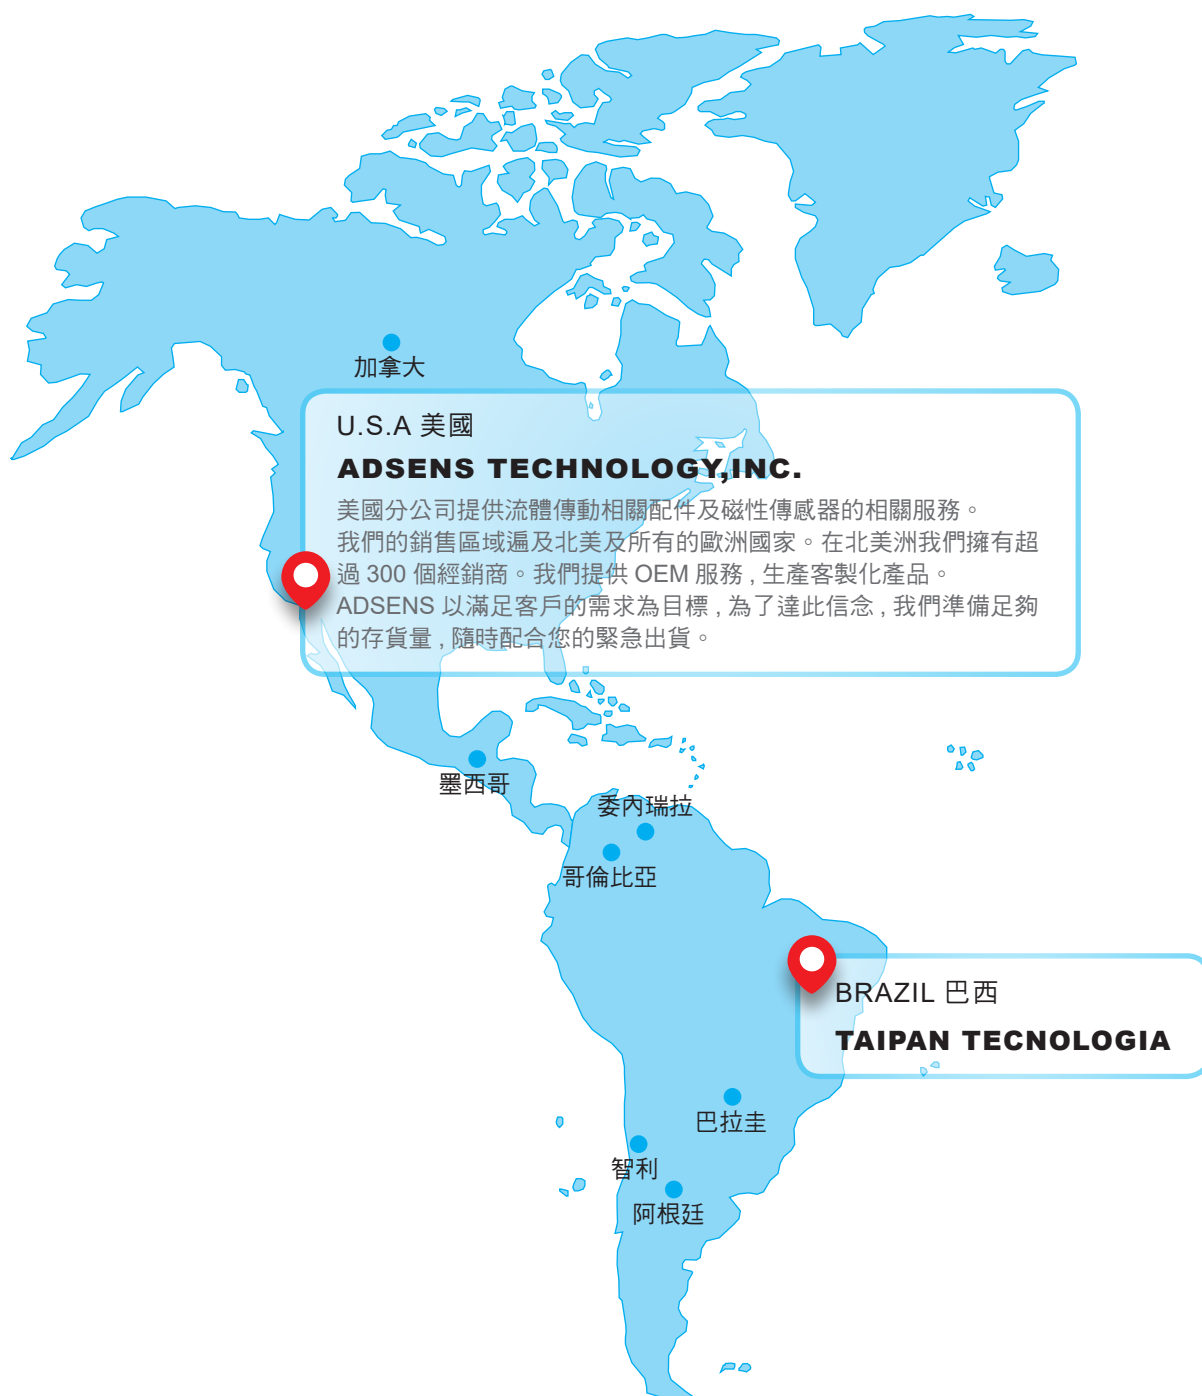 加拿大
U.S.A 美國
ADSENS TECHNOLOGY,INC.
美國分公司提供流體傳動相關配件及磁性傳感器的相關服務。
我們的銷售區域遍及北美及所有的歐洲國家。在北美洲我們擁有超
過 300 個經銷商。我們提供 OEM 服務 , 生產客製化產品。
ADSENS 以滿足客戶的需求為目標 , 為了達此信念 , 我們準備足夠
的存貨量 , 隨時配合您的緊急出貨。
墨西哥
委內瑞拉
哥倫比亞
BRAZIL 巴西
TAIPAN TECNOLOGIA
巴拉圭
智利
阿根廷